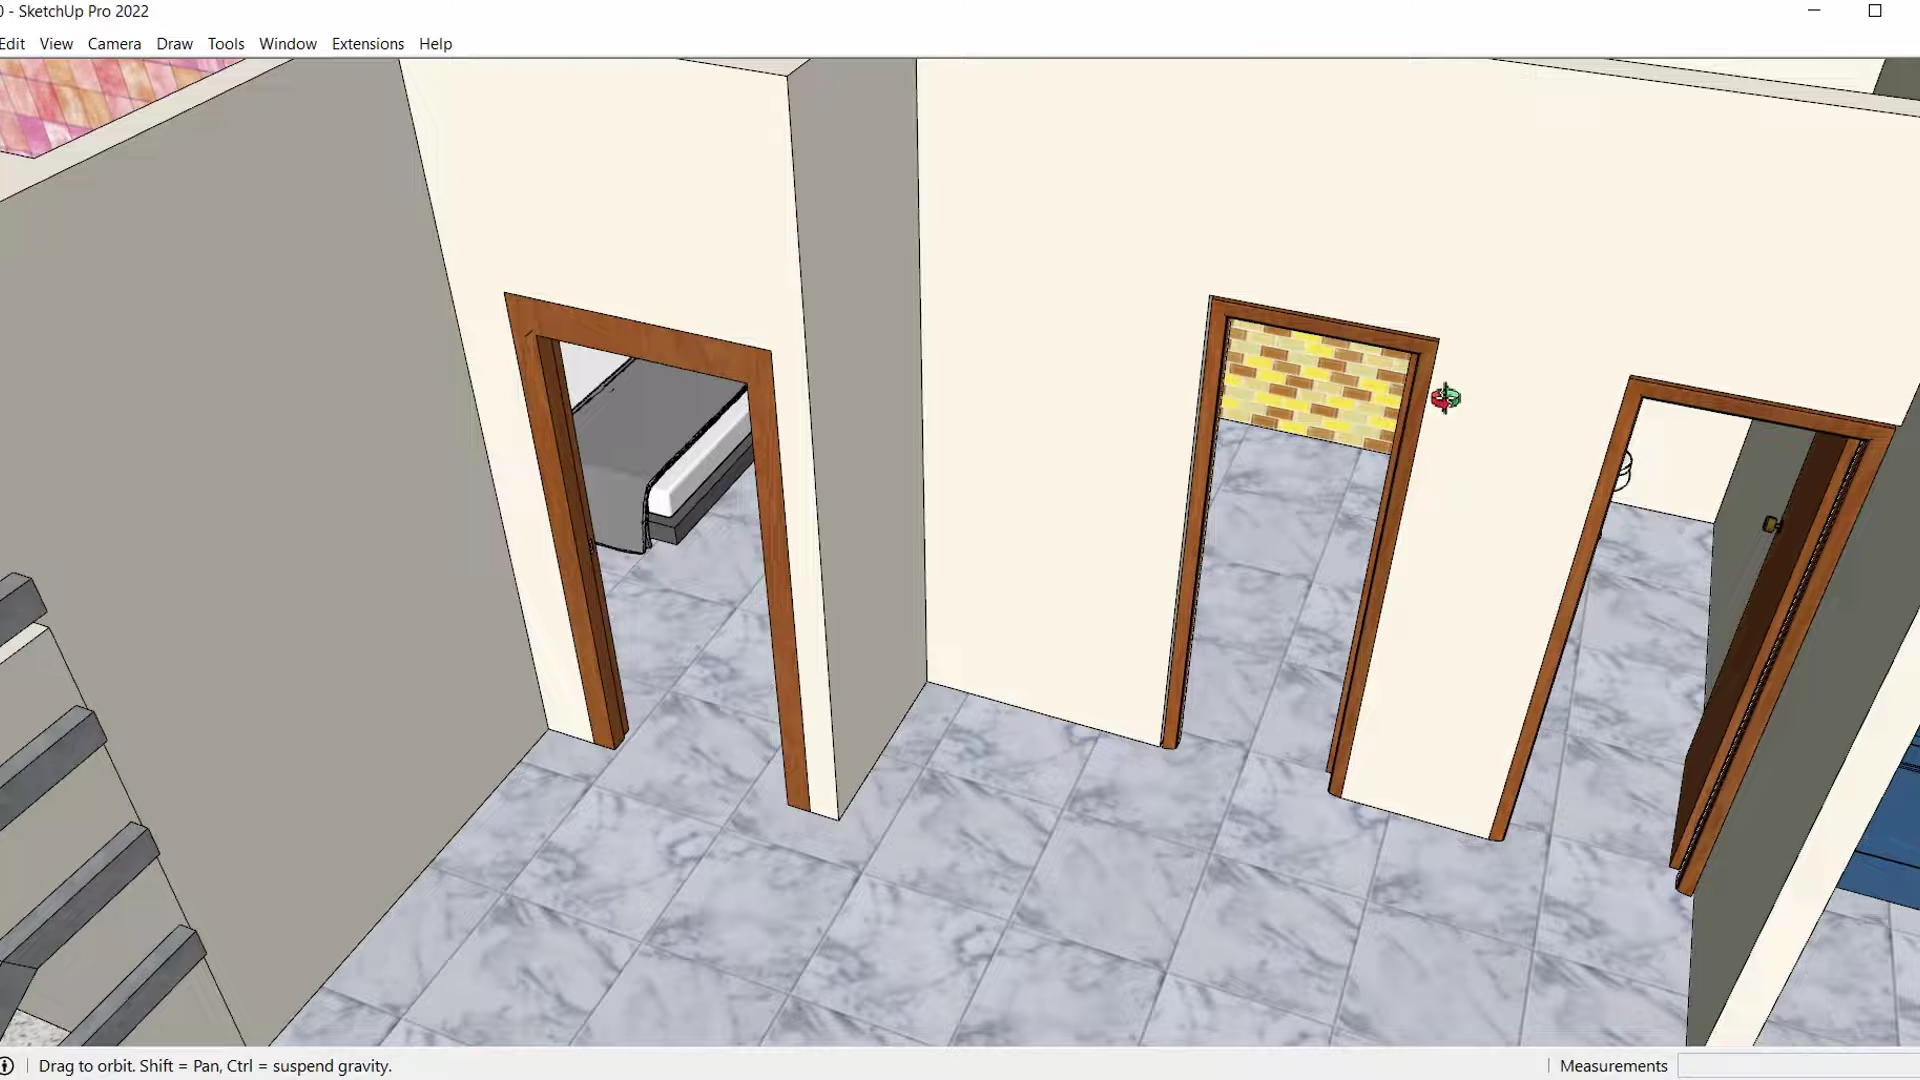 0 - SketchUp Pro 2022
Edit View Camera Draw Tools Window Extensions Help
Drag to orbit. Shift = Pan, Ctrl = suspend gravity.
Measurements